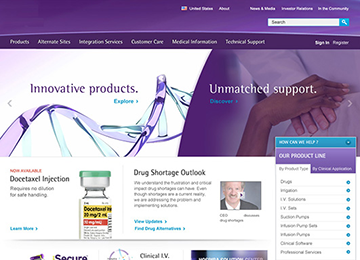 United States About News & Media Investor Relations In the Community
Search
Products Alternate Sites Integration Services Customer Care Medical Information Technical Support Sign In Register
Innovative products.
Explore ›
Unmatched support.
Discover ›
HOW CAN WE HELP ?
OUR PRODUCT LINE
By Product Type By Clinical Application
Drugs
Irrigation
I.V. Solutions
I.V. Sets
Suction Pumps
Infusion Pump Sets
Infusion Pumps
Clinical Software
Professional Services
NOW AVAILABLE
Docetaxel Injection
Requires no dilution
for safe handling.
Learn More ›
Docetaxel
Injection
20 mg/2 mL
Drug Shortage Outlook
We understand the frustration and critical
impact drug shortages can have. Even
though shortages are a current reality,
we are addressing the problem and
implementing solutions.
View Updates ›
Find Drug Alternatives ›
CEO discusses
drug shortages
Secure
Clinical I.V.